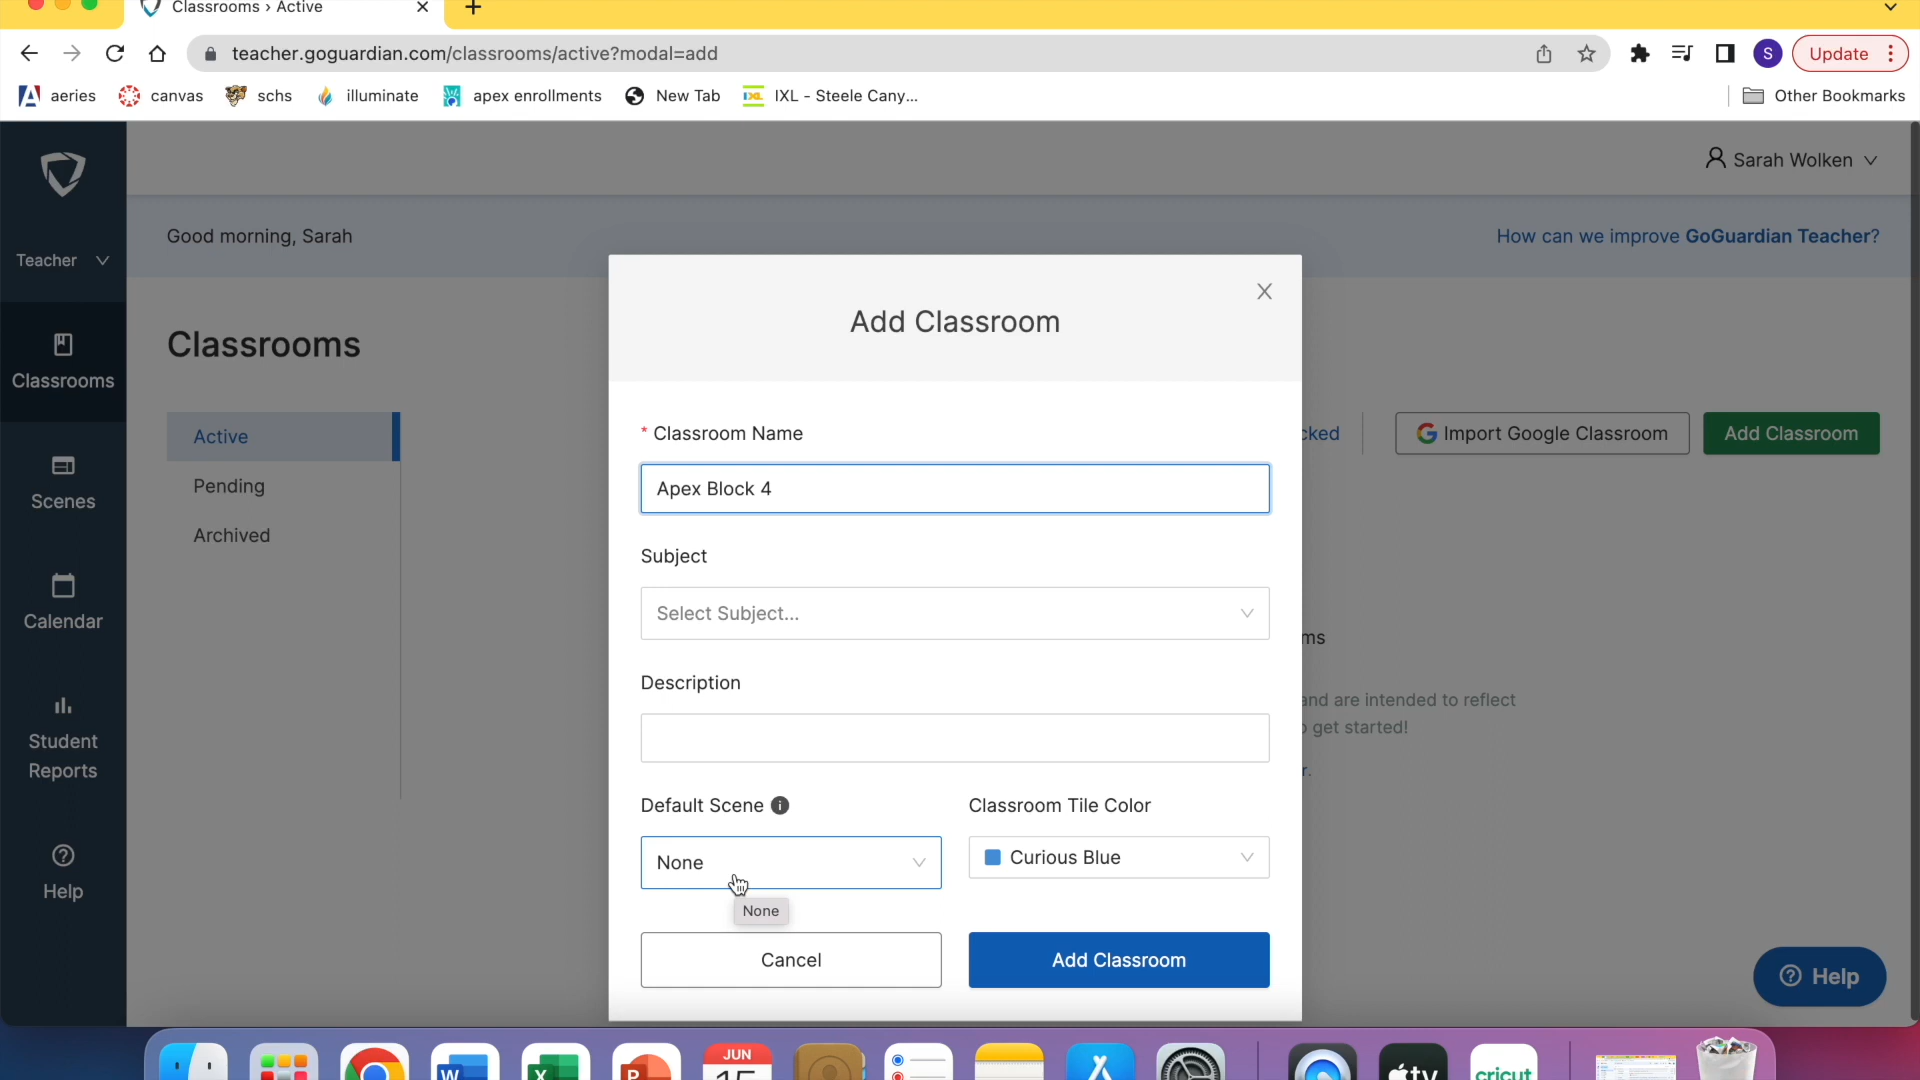 Classrooms › Active
teacher.goguardian.com/classrooms/active?modal=add
S
Update
aeries
canvas
schs
illuminate
apex enrollments
New Tab
IXL - Steele Cany...
Other Bookmarks
Sarah Wolken
Teacher
Good morning, Sarah
How can we improve GoGuardian Teacher?
Classrooms
Classrooms
Active
Pending
Archived
Scenes
Calendar
Student
Reports
Help
cked
Import Google Classroom
Add Classroom
ms
and are intended to reflect
o get started!
r.
Add Classroom
* Classroom Name
Apex Block 4
Subject
Select Subject...
Description
Default Scene
Classroom Tile Color
None
Curious Blue
None
Cancel
Add Classroom
Help
W
X
P
JUN
15
tv
cricut